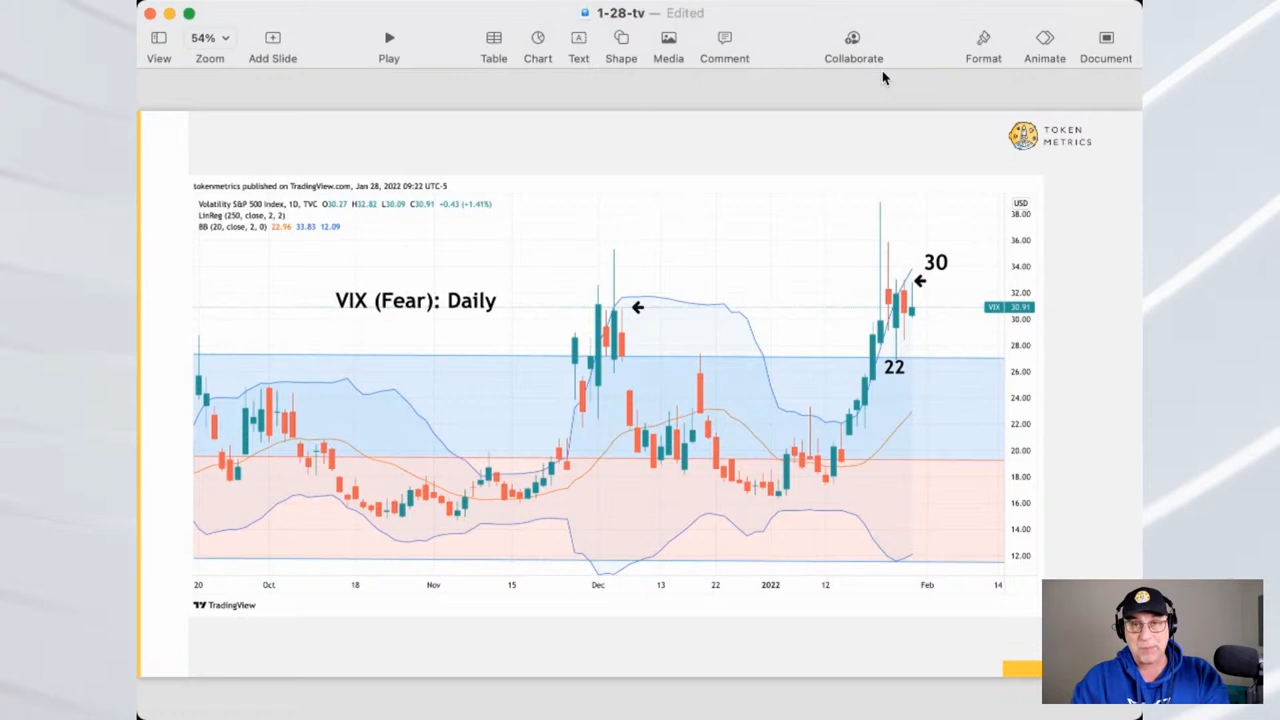 1-28-tv — Edited
54%
View
Zoom
Add Slide
Play
Table
Chart
Text
Shape
Media
Comment
Collaborate
Format
Animate
Document
TOKEN
METRICS
tokenmetrics published on TradingView.com, Jan 28, 2022 09:22 UTC-5
Volatility S&P 500 Index, 1D, TVC O30.27 H32.82 L30.09 C30.91 +0.43 (+1.41%)
LinReg (250, close, 2, 2)
BB (20, close, 2, 0) 22.96 33.83 12.09
USD
38.00
36.00
34.00
32.00
VIX 30.91
30.00
28.00
26.00
24.00
22.00
20.00
18.00
16.00
14.00
12.00
VIX (Fear): Daily
30
22
20 Oct 18 Nov 15 Dec 13 22 2022 12 Feb 14
TradingView